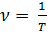 ν = 1/T